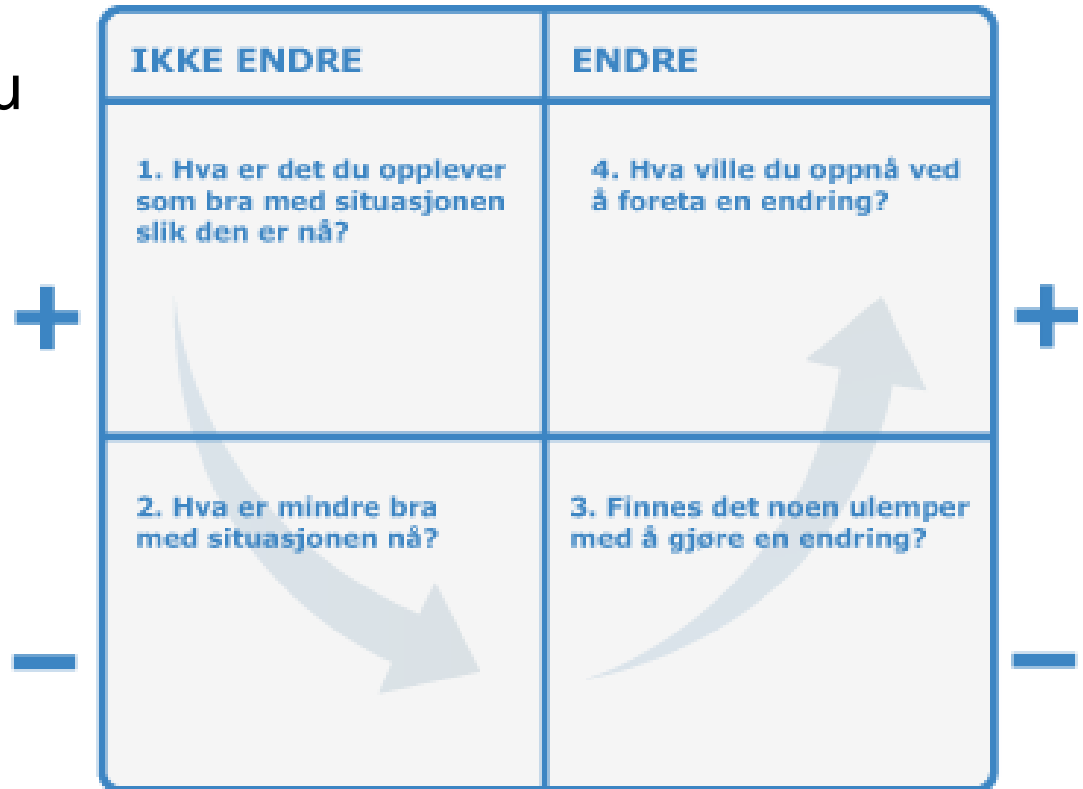 u
IKKE ENDRE
ENDRE
1. Hva er det du opplever
som bra med situasjonen
slik den er nå?
4. Hva ville du oppnå ved
å foreta en endring?
+
+
2. Hva er mindre bra
med situasjonen nå?
3. Finnes det noen ulemper
med å gjøre en endring?
−
−